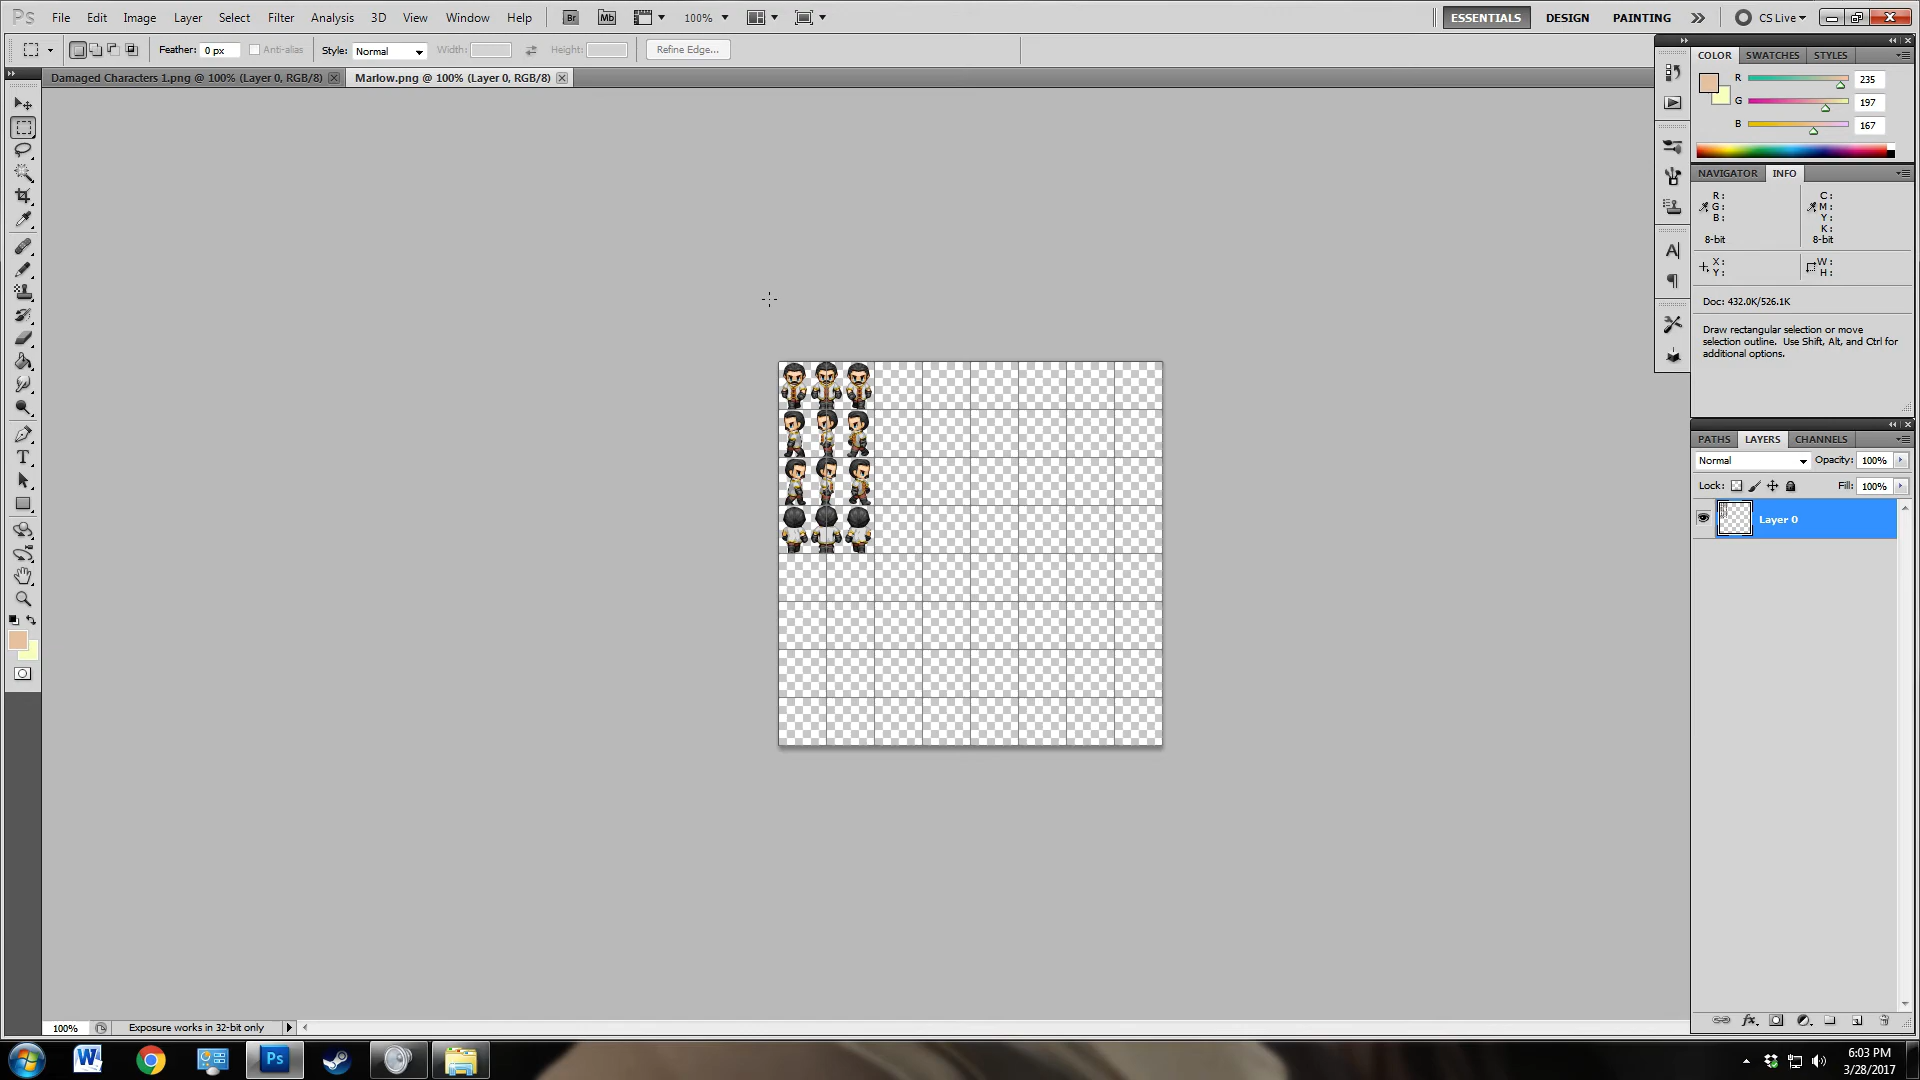 Ps File Edit Image Layer Select Filter Analysis 3D View Window Help Br Mb 100% ESSENTIALS DESIGN PAINTING CS Live
Feather: 0 px Anti-alias Style: Normal Width: Height: Refine Edge...
Damaged Characters 1.png @ 100% (Layer 0, RGB/8) Marlow.png @ 100% (Layer 0, RGB/8)
COLOR SWATCHES STYLES
R 235
G 197
B 167
NAVIGATOR INFO
R: C:
G: M:
B: Y:
K:
8-bit 8-bit
X: W:
Y: H:
Doc: 432.0K/526.1K
Draw rectangular selection or move
selection outline. Use Shift, Alt, and Ctrl for
additional options.
PATHS LAYERS CHANNELS
Normal Opacity: 100%
Lock: Fill: 100%
Layer 0
100% Exposure works in 32-bit only
W Ps
6:03 PM
3/28/2017